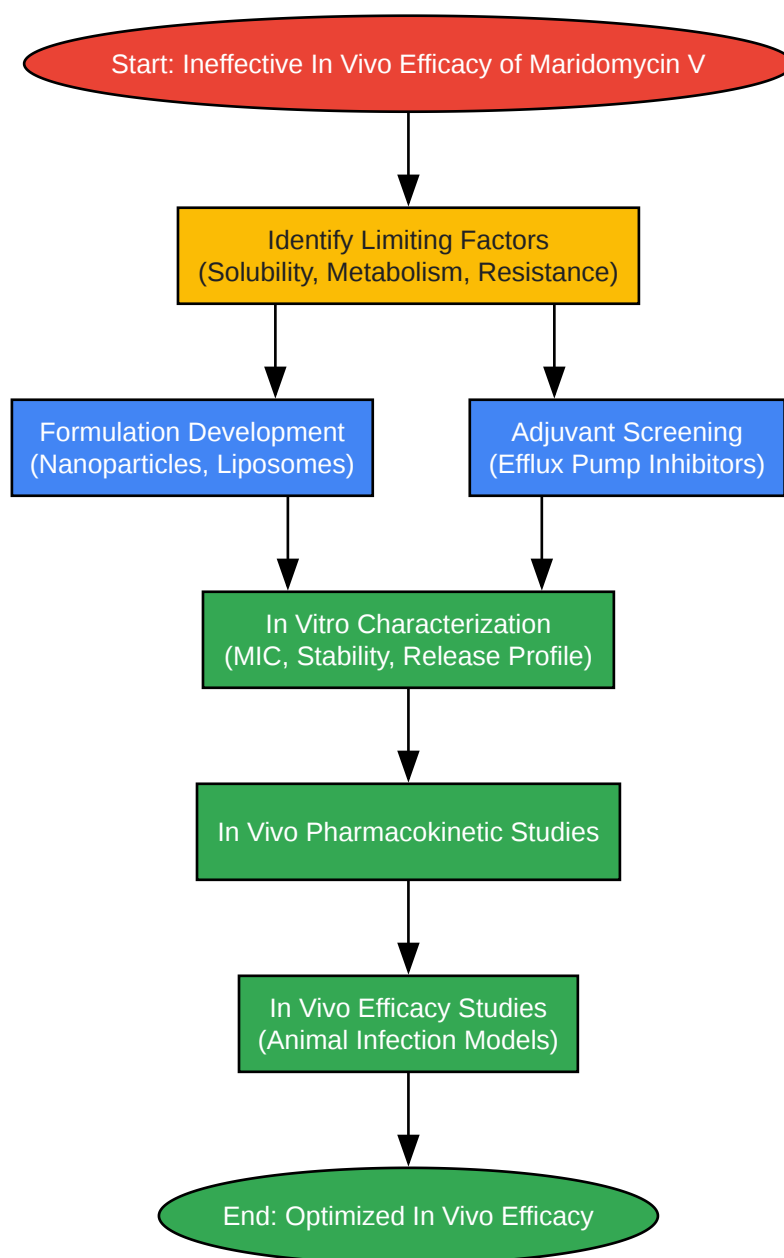 Start: Ineffective In Vivo Efficacy of Maridomycin V
Identify Limiting Factors
(Solubility, Metabolism, Resistance)
Formulation Development
(Nanoparticles, Liposomes)
Adjuvant Screening
(Efflux Pump Inhibitors)
In Vitro Characterization
(MIC, Stability, Release Profile)
In Vivo Pharmacokinetic Studies
In Vivo Efficacy Studies
(Animal Infection Models)
End: Optimized In Vivo Efficacy